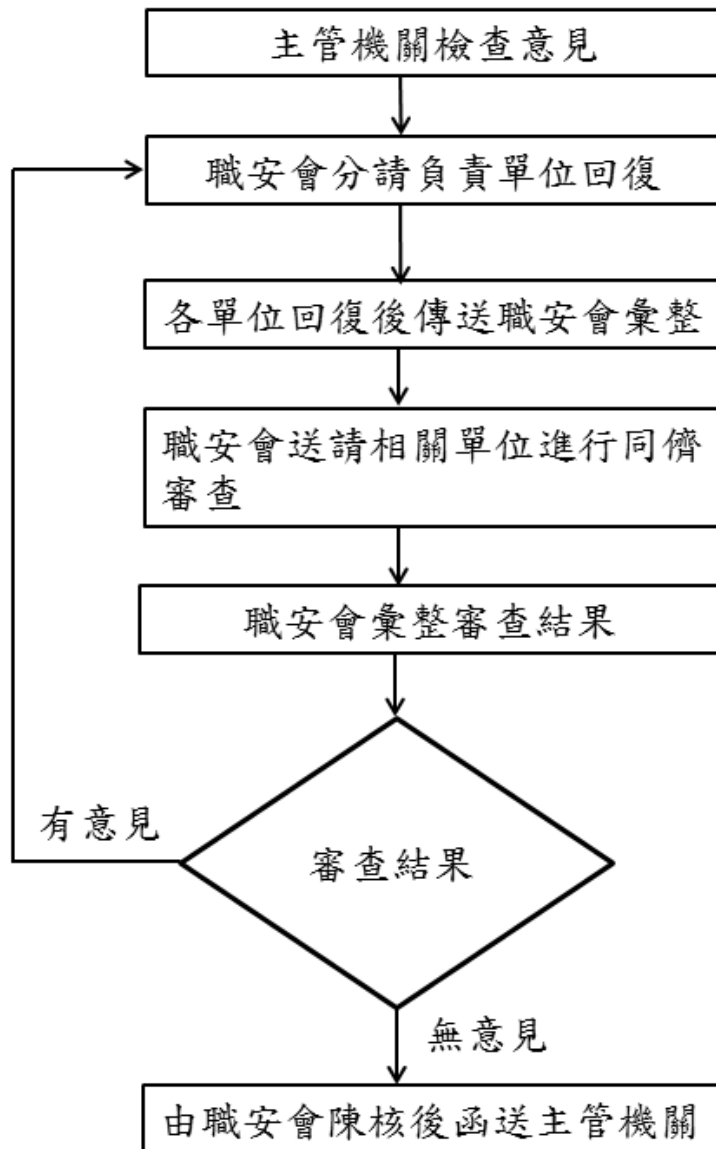 主管機關檢查意見
職安會分請負責單位回復
各單位回復後傳送職安會彙整
職安會送請相關單位進行同儕
審查
職安會彙整審查結果
有意見
審查結果
無意見
由職安會陳核後函送主管機關